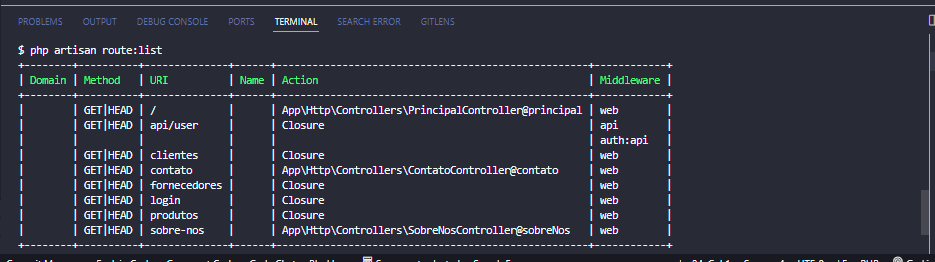 PROBLEMS OUTPUT DEBUG CONSOLE PORTS TERMINAL SEARCH ERROR GITLENS
$ php artisan route:list
+--------+----------+--------------+------+--------------------------------------------------+------------+
| Domain | Method | URI | Name | Action | Middleware |
+--------+----------+--------------+------+--------------------------------------------------+------------+
| | GET|HEAD | / | | App\Http\Controllers\PrincipalController@principal | web |
| | GET|HEAD | api/user | | Closure | api |
| | | | | | auth:api |
| | GET|HEAD | clientes | | Closure | web |
| | GET|HEAD | contato | | App\Http\Controllers\ContatoController@contato | web |
| | GET|HEAD | fornecedores | | Closure | web |
| | GET|HEAD | login | | Closure | web |
| | GET|HEAD | produtos | | Closure | web |
| | GET|HEAD | sobre-nos | | App\Http\Controllers\SobreNosController@sobreNos | web |
+--------+----------+--------------+------+--------------------------------------------------+------------+